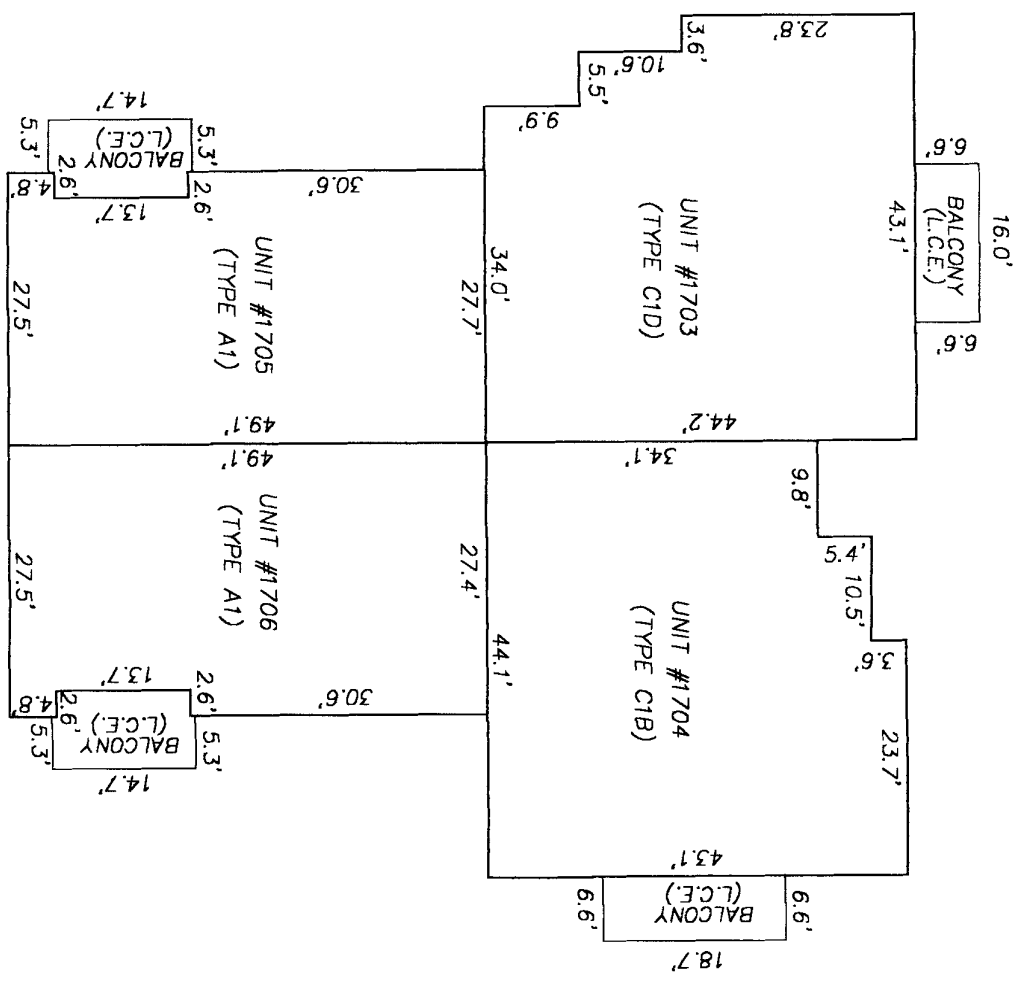 23.8'
3.6'
10.6'
5.5'
9.9'
6.6'
BALCONY
(L.C.E.)
16.0'
43.1'
6.6'
UNIT #1703
(TYPE C1D)
34.0'
44.2'
14.7'
5.3'
BALCONY
(L.C.E.)
5.3'
2.6'
2.6'
4.8'
13.7'
30.6'
UNIT #1705
(TYPE A1)
27.5'
27.7'
49.1'
49.1'
34.1'
9.8'
5.4'
10.5'
3.6'
UNIT #1706
(TYPE A1)
27.5'
27.4'
44.1'
UNIT #1704
(TYPE C1B)
23.7'
13.7'
2.6'
30.6'
4.8'
2.6'
5.3'
BALCONY
(L.C.E.)
5.3'
14.7'
43.1'
6.6'
BALCONY
(L.C.E.)
6.6'
18.7'